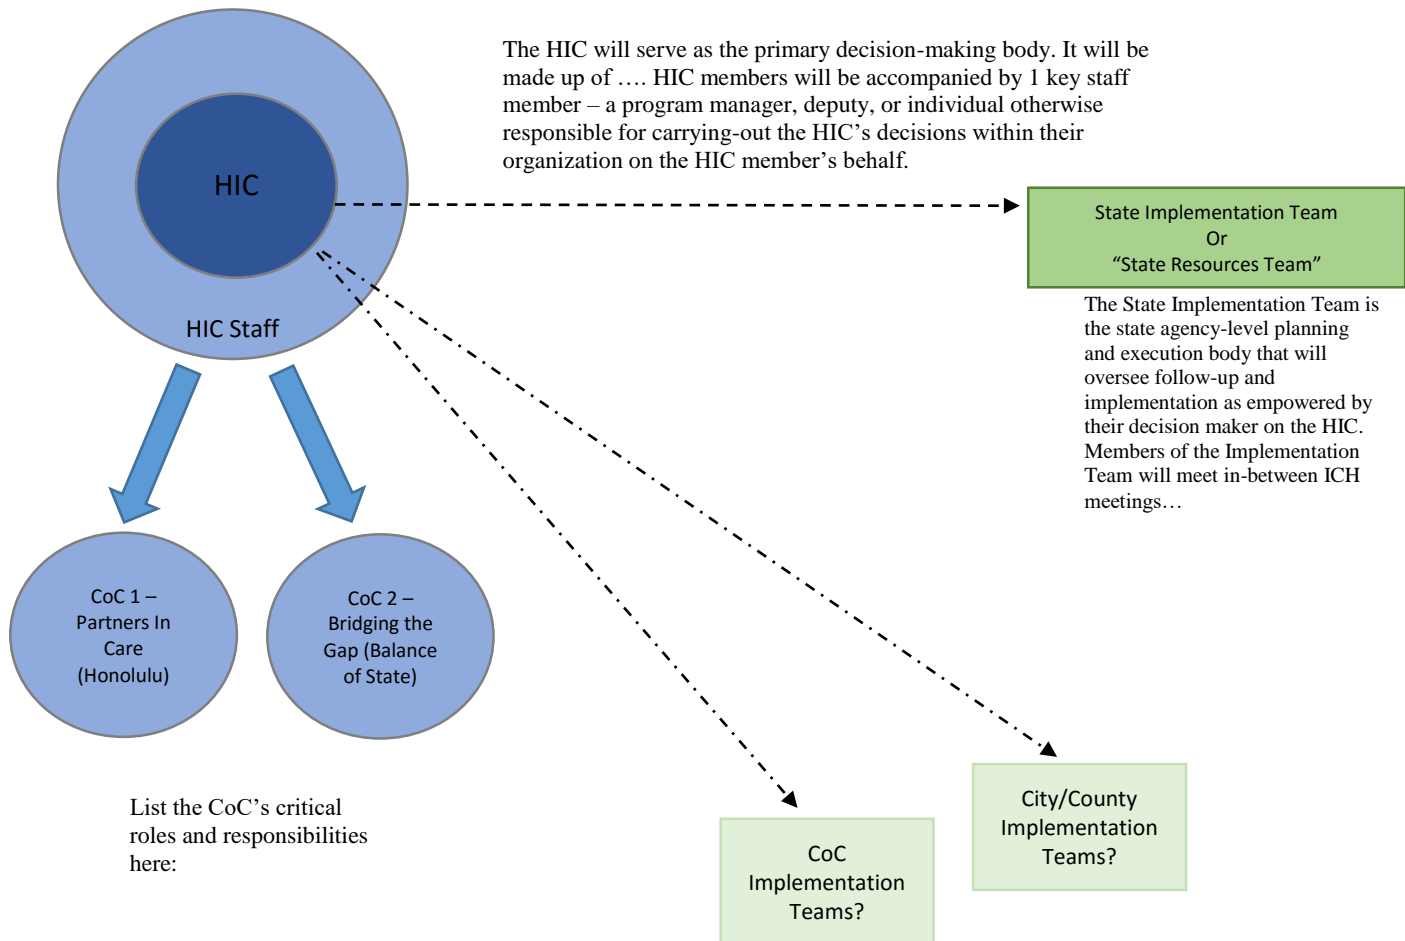 The HIC will serve as the primary decision-making body. It will be
made up of …. HIC members will be accompanied by 1 key staff
member – a program manager, deputy, or individual otherwise
responsible for carrying-out the HIC’s decisions within their
organization on the HIC member’s behalf.
HIC
HIC Staff
State Implementation Team
Or
“State Resources Team”
The State Implementation Team is
the state agency-level planning
and execution body that will
oversee follow-up and
implementation as empowered by
their decision maker on the HIC.
Members of the Implementation
Team will meet in-between ICH
meetings…
CoC 1 –
Partners In
Care
(Honolulu)
CoC 2 –
Bridging the
Gap (Balance
of State)
List the CoC’s critical
roles and responsibilities
here:
CoC
Implementation
Teams?
City/County
Implementation
Teams?